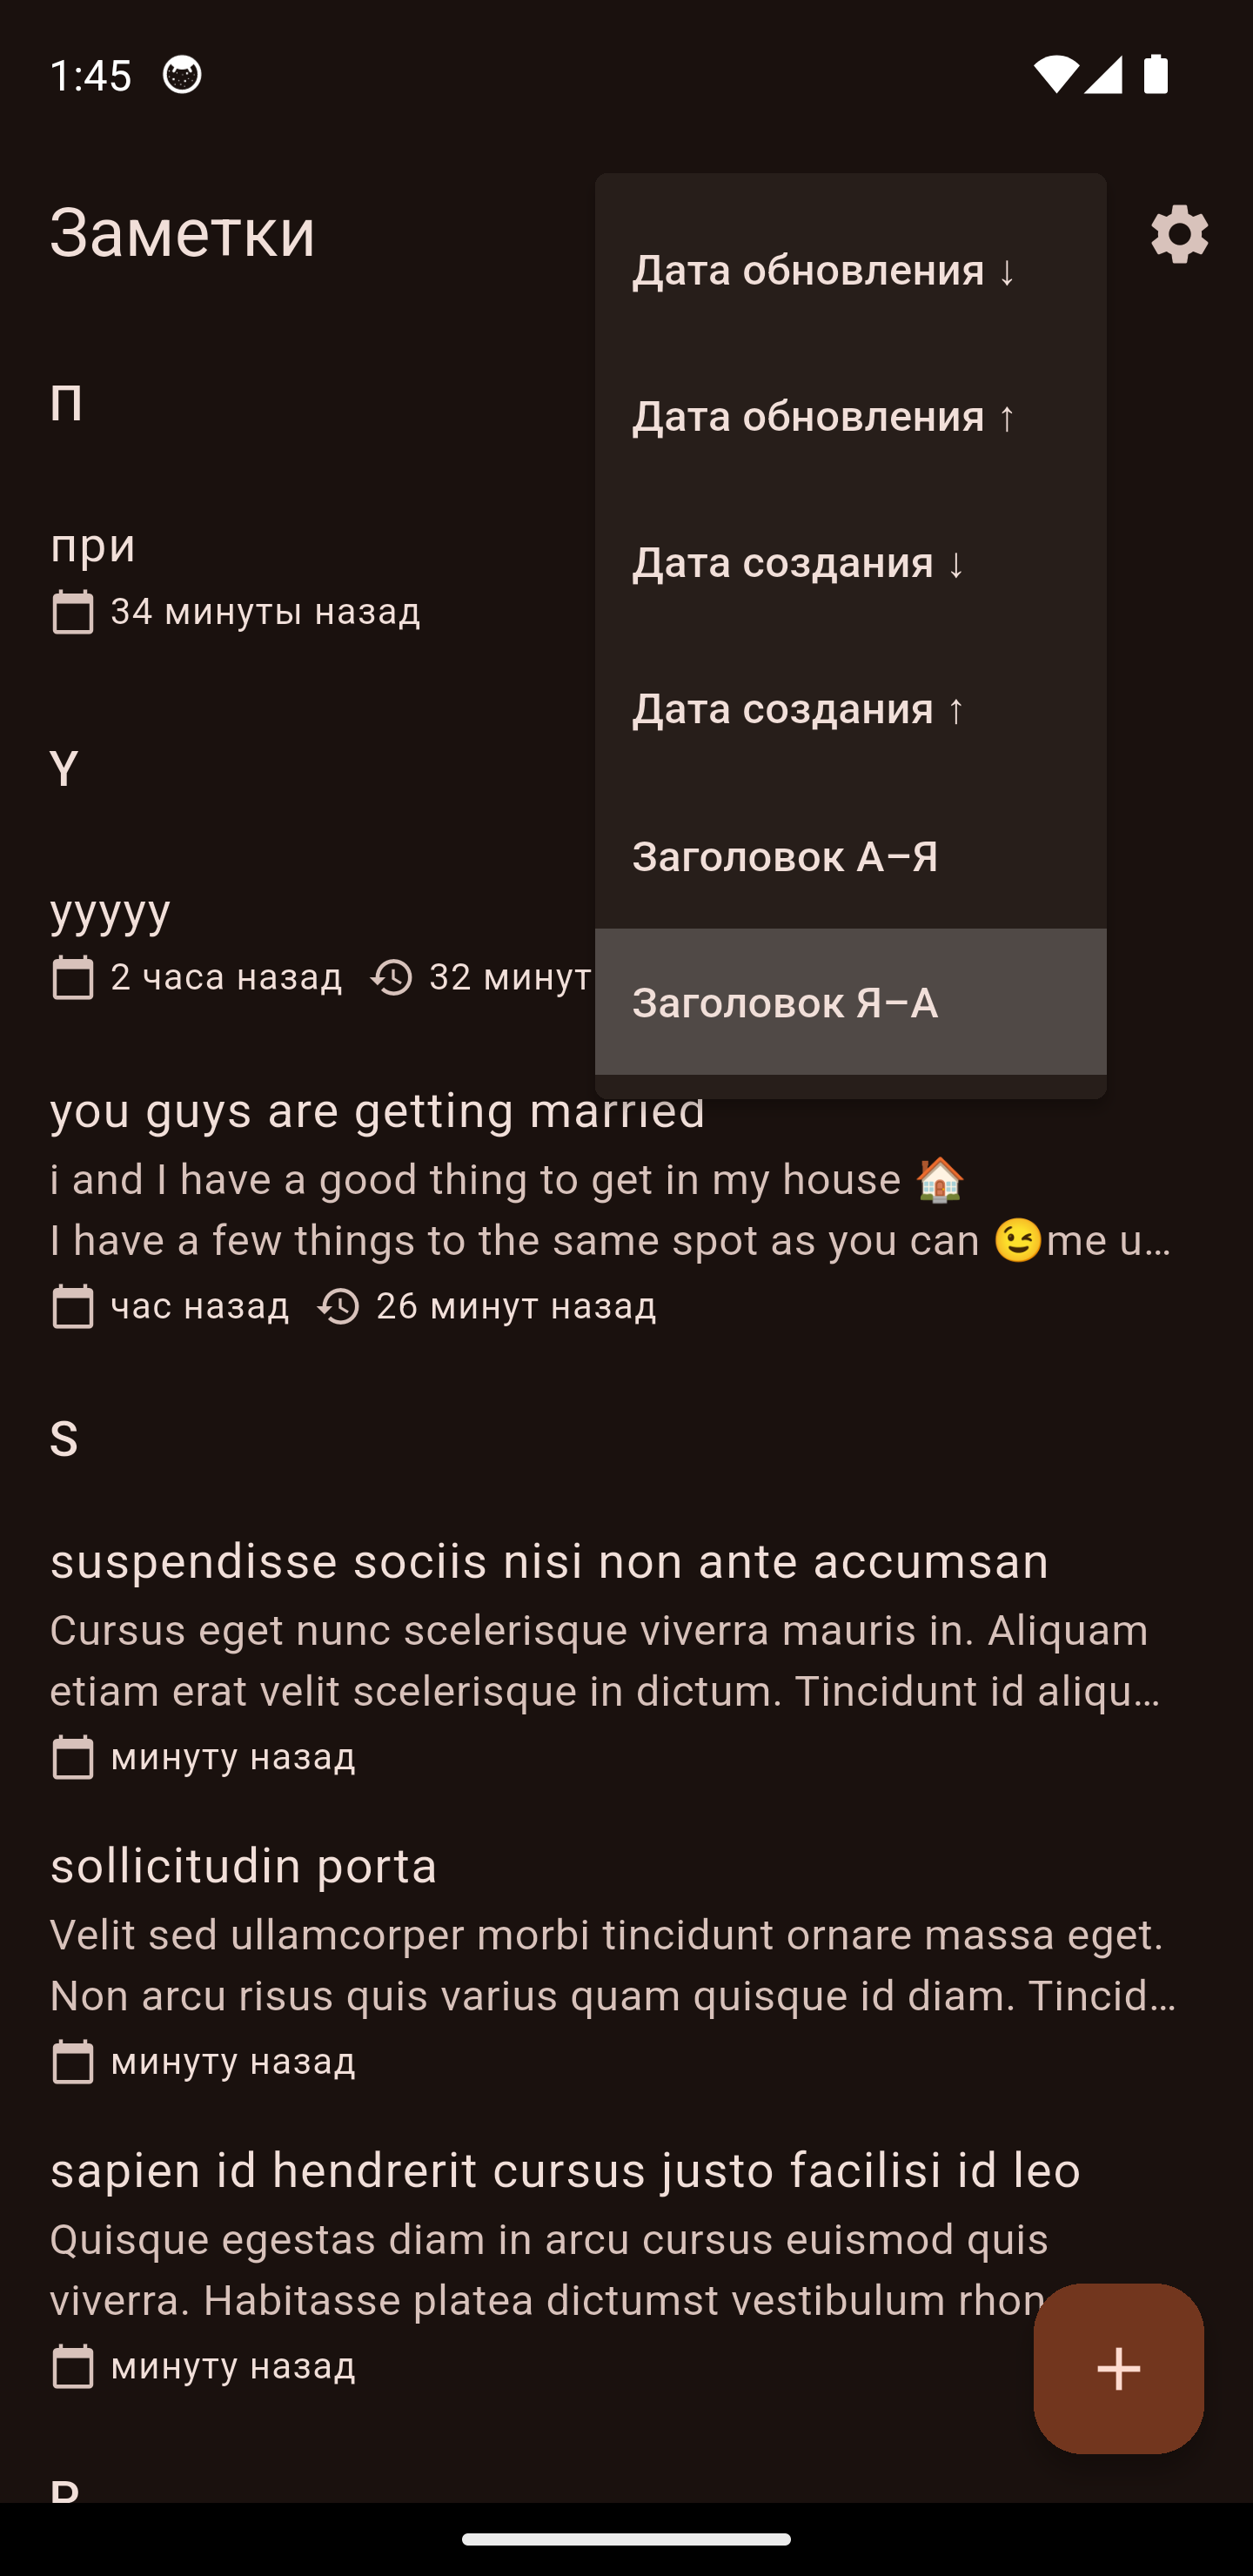 1:45
Заметки
Дата обновления ↓
Дата обновления ↑
Дата создания ↓
Дата создания ↑
Заголовок А–Я
Заголовок Я–А
П
при
34 минуты назад
Y
yyyyy
2 часа назад 32 минут
you guys are getting married
i and I have a good thing to get in my house 🏠
I have a few things to the same spot as you can 😉me u…
час назад 26 минут назад
S
suspendisse sociis nisi non ante accumsan
Cursus eget nunc scelerisque viverra mauris in. Aliquam
etiam erat velit scelerisque in dictum. Tincidunt id aliqu…
минуту назад
sollicitudin porta
Velit sed ullamcorper morbi tincidunt ornare massa eget.
Non arcu risus quis varius quam quisque id diam. Tincid…
минуту назад
sapien id hendrerit cursus justo facilisi id leo
Quisque egestas diam in arcu cursus euismod quis
viverra. Habitasse platea dictumst vestibulum rhon
минуту назад